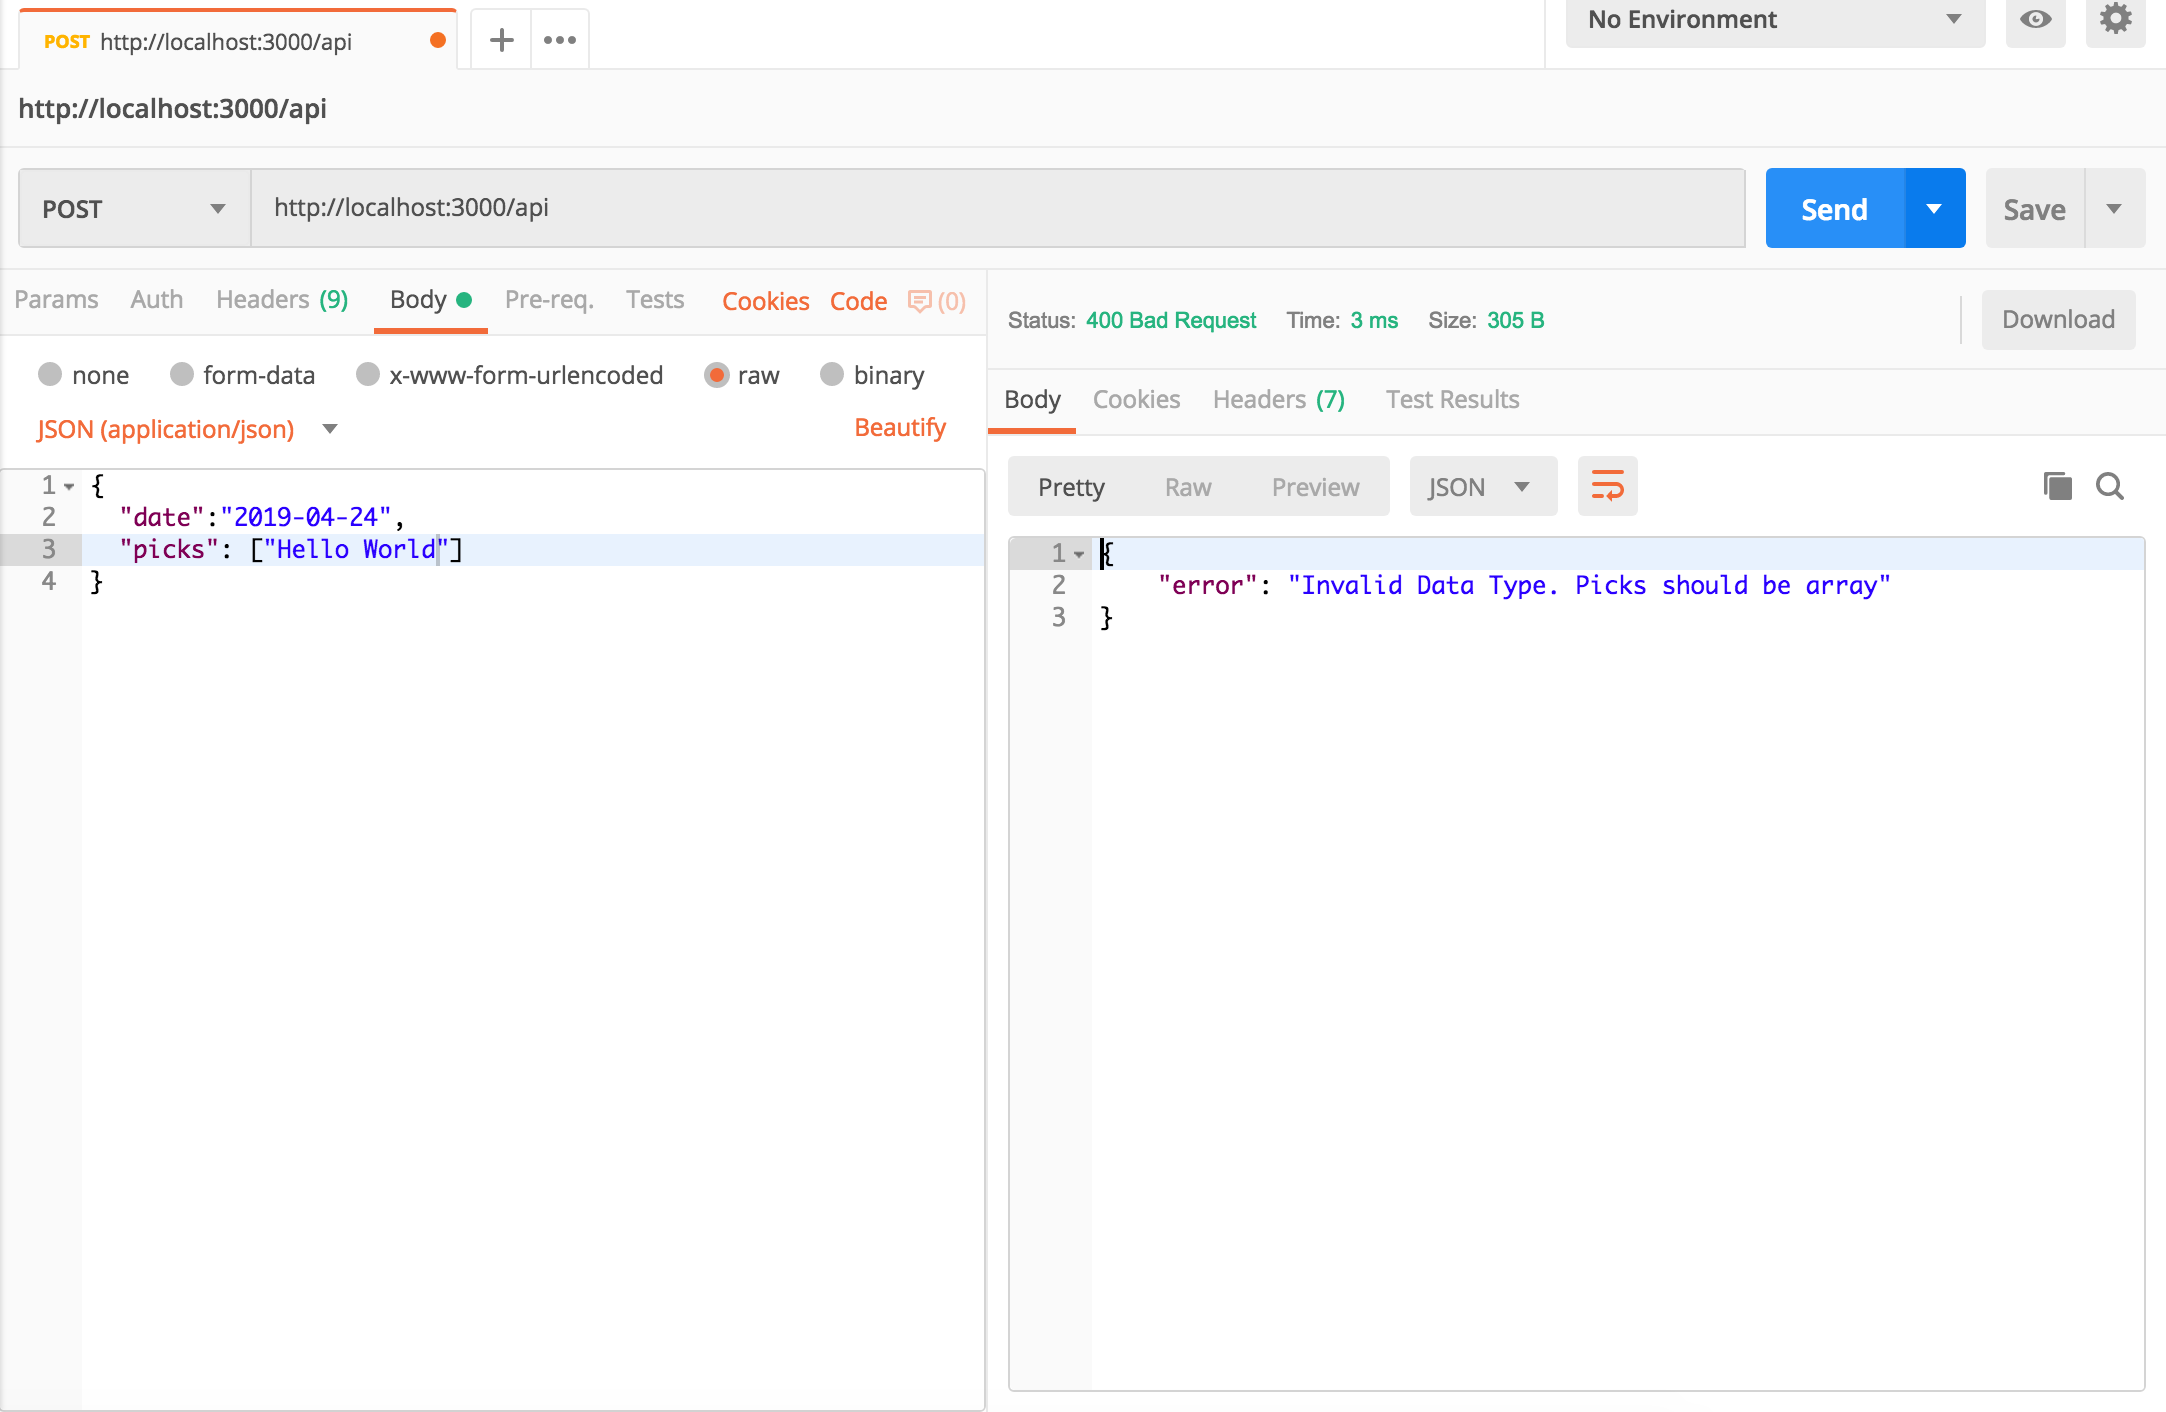 POST http://localhost:3000/api
No Environment
http://localhost:3000/api
POST http://localhost:3000/api Send Save
Params Auth Headers (9) Body Pre-req. Tests Cookies Code (0)
Status: 400 Bad Request Time: 3 ms Size: 305 B Download
none form-data x-www-form-urlencoded raw binary
JSON (application/json) Beautify
1 {
2 "date":"2019-04-24",
3 "picks": ["Hello World"]
4 }
Body Cookies Headers (7) Test Results
Pretty Raw Preview JSON
1 {
2 "error": "Invalid Data Type. Picks should be array"
3 }